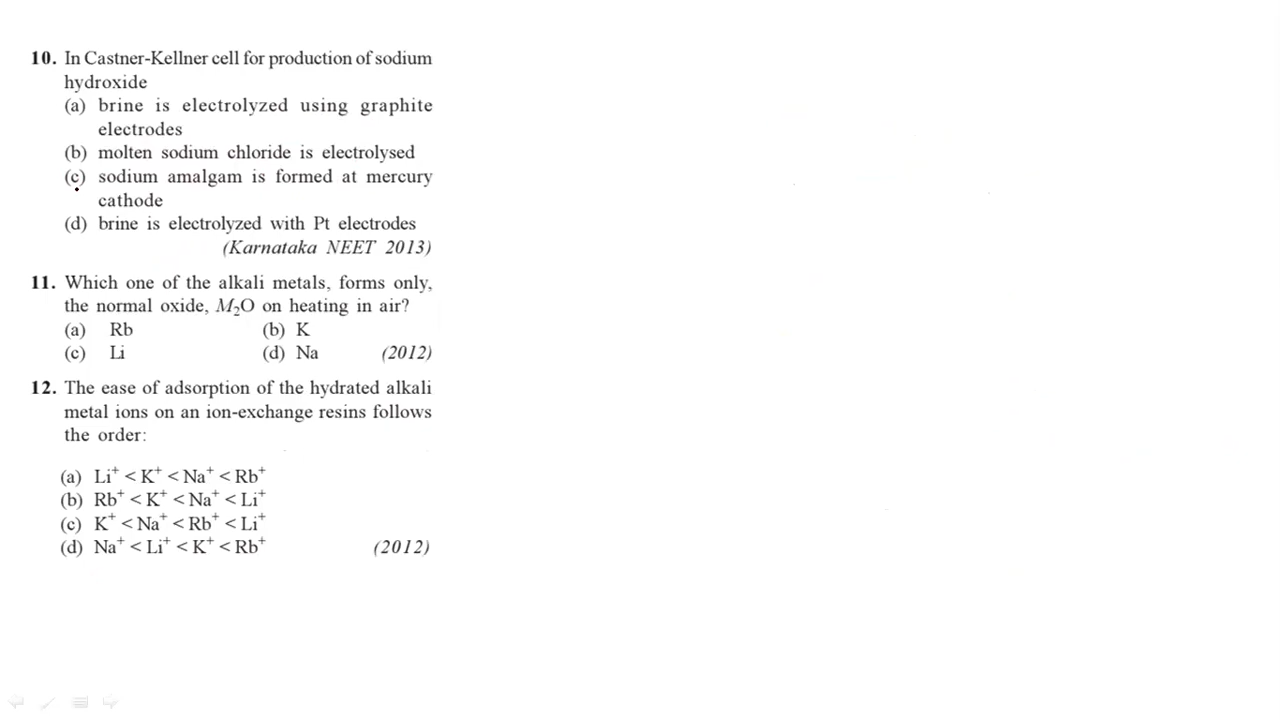 10. In Castner-Kellner cell for production of sodium
hydroxide
(a) brine is electrolyzed using graphite
electrodes
(b) molten sodium chloride is electrolysed
(c) sodium amalgam is formed at mercury
cathode
(d) brine is electrolyzed with Pt electrodes
(Karnataka NEET 2013)
11. Which one of the alkali metals, forms only,
the normal oxide, M₂O on heating in air?
(a) Rb (b) K
(c) Li (d) Na (2012)
12. The ease of adsorption of the hydrated alkali
metal ions on an ion-exchange resins follows
the order:
(a) Li⁺ < K⁺ < Na⁺ < Rb⁺
(b) Rb⁺ < K⁺ < Na⁺ < Li⁺
(c) K⁺ < Na⁺ < Rb⁺ < Li⁺
(d) Na⁺ < Li⁺ < K⁺ < Rb⁺ (2012)